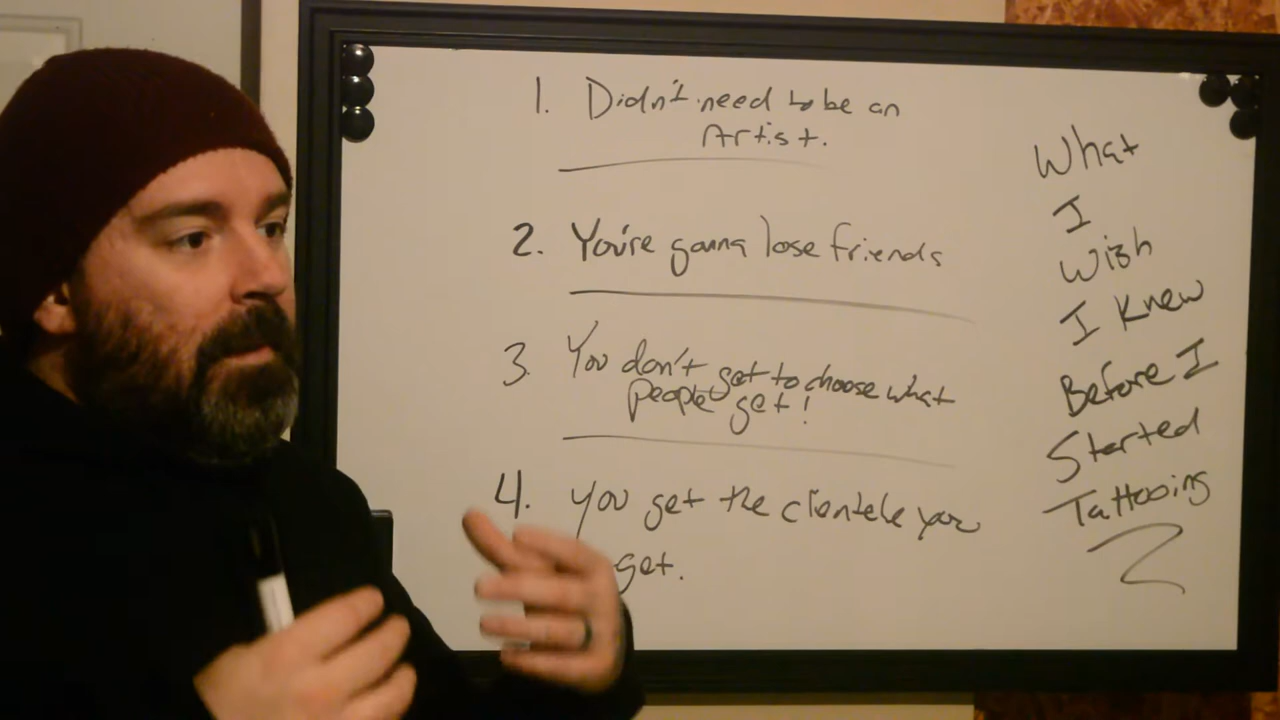 1. Didn't need to be an
Artist.
2. You're gonna lose friends
3. You don't get to choose what
people get!
4. You get the clientele you
get.
What
I
Wish
I Knew
Before I
Started
Tattooing